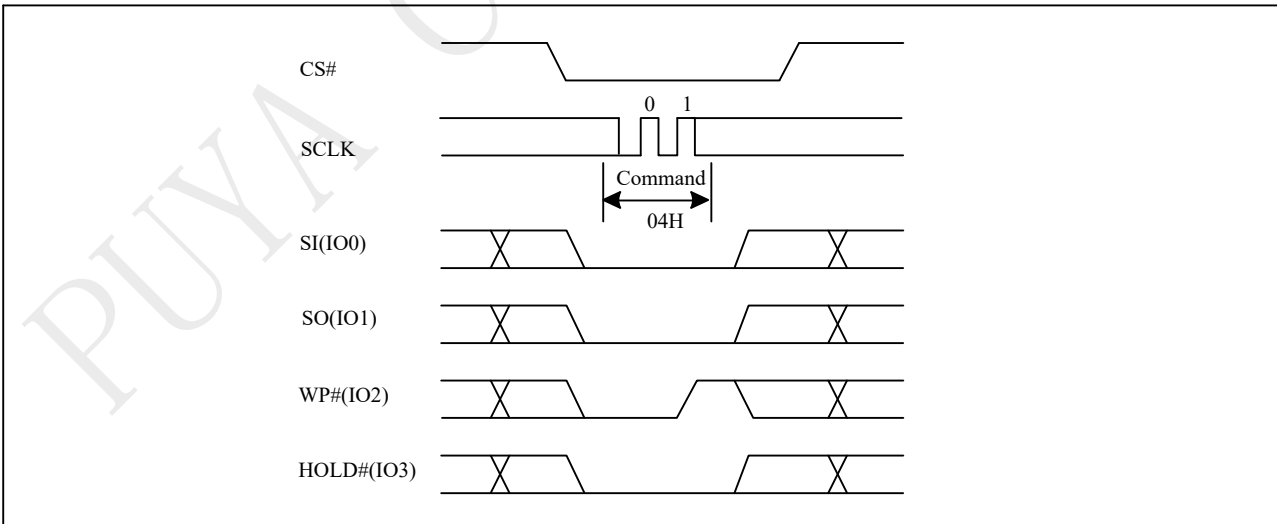 CS#
0 1
SCLK
Command
04H
SI(IO0)
SO(IO1)
WP#(IO2)
HOLD#(IO3)
PUYA